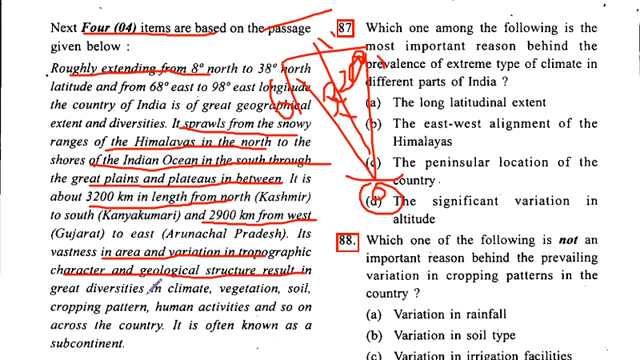 Next Four (04) items are based on the passage
given below :
Roughly extending from 8° north to 38° north
latitude and from 68° east to 98° east longitude
the country of India is of great geographical
extent and diversities. It sprawls from the snowy
ranges of the Himalayas in the north to the
shores of the Indian Ocean in the south through
the great plains and plateaus in between. It is
about 3200 km in length from north (Kashmir)
to south (Kanyakumari) and 2900 km from west
(Gujarat) to east (Arunachal Pradesh). Its
vastness in area and variation in topographic
character and geological structure result in
great diversities in climate, vegetation, soil,
cropping pattern, human activities and so on
across the country. It is often known as a
subcontinent.
87 Which one among the following is the
most important reason behind the
prevalence of extreme type of climate in
different parts of India ?
(a) The long latitudinal extent
(b) The east-west alignment of the
Himalayas
(c) The peninsular location of the
country
(d) The significant variation in
altitude
88. Which one of the following is not an
important reason behind the prevailing
variation in cropping patterns in the
country ?
(a) Variation in rainfall
(b) Variation in soil type
(c) Variation in irrigation facilities